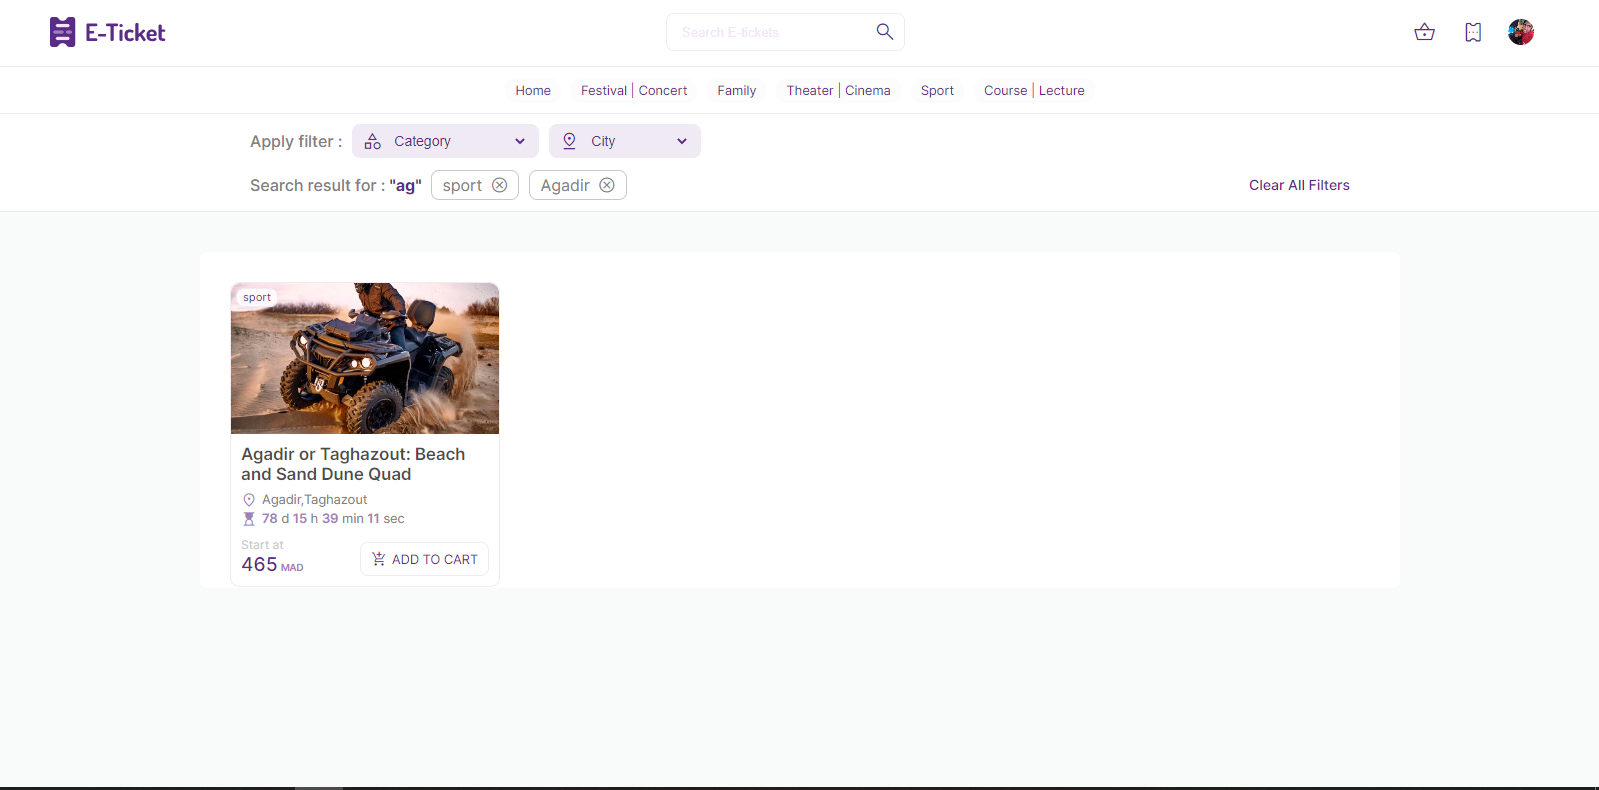 E-Ticket
Search E-tickets
Home Festival | Concert Family Theater | Cinema Sport Course | Lecture
Apply filter : Category City
Search result for : "ag" sport Agadir Clear All Filters
sport
Agadir or Taghazout: Beach
and Sand Dune Quad
Agadir,Taghazout
78 d 15 h 39 min 11 sec
Start at
465 MAD ADD TO CART